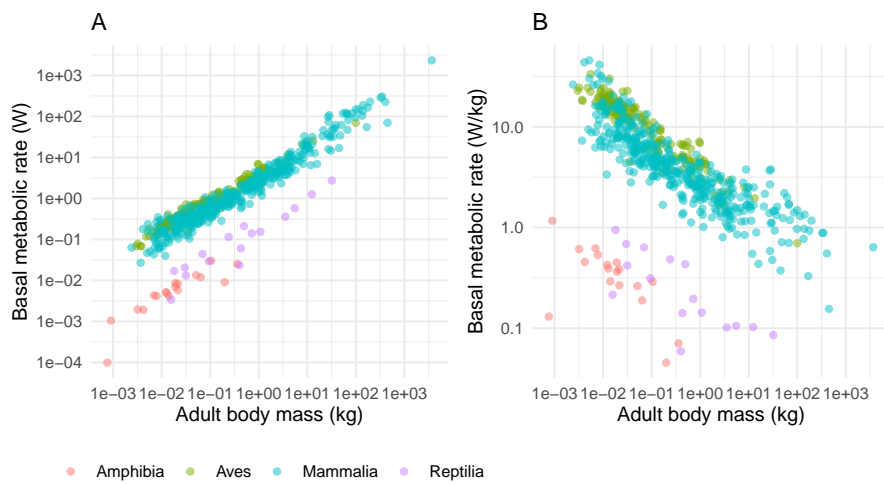 A
Basal metabolic rate (W)
1e+03
1e+02
1e+01
1e+00
1e−01
1e−02
1e−03
1e−04
1e−03 1e−02 1e−01 1e+00 1e+01 1e+02 1e+03
Adult body mass (kg)
B
Basal metabolic rate (W/kg)
10.0
1.0
0.1
1e−03 1e−02 1e−01 1e+00 1e+01 1e+02 1e+03
Adult body mass (kg)
Amphibia Aves Mammalia Reptilia